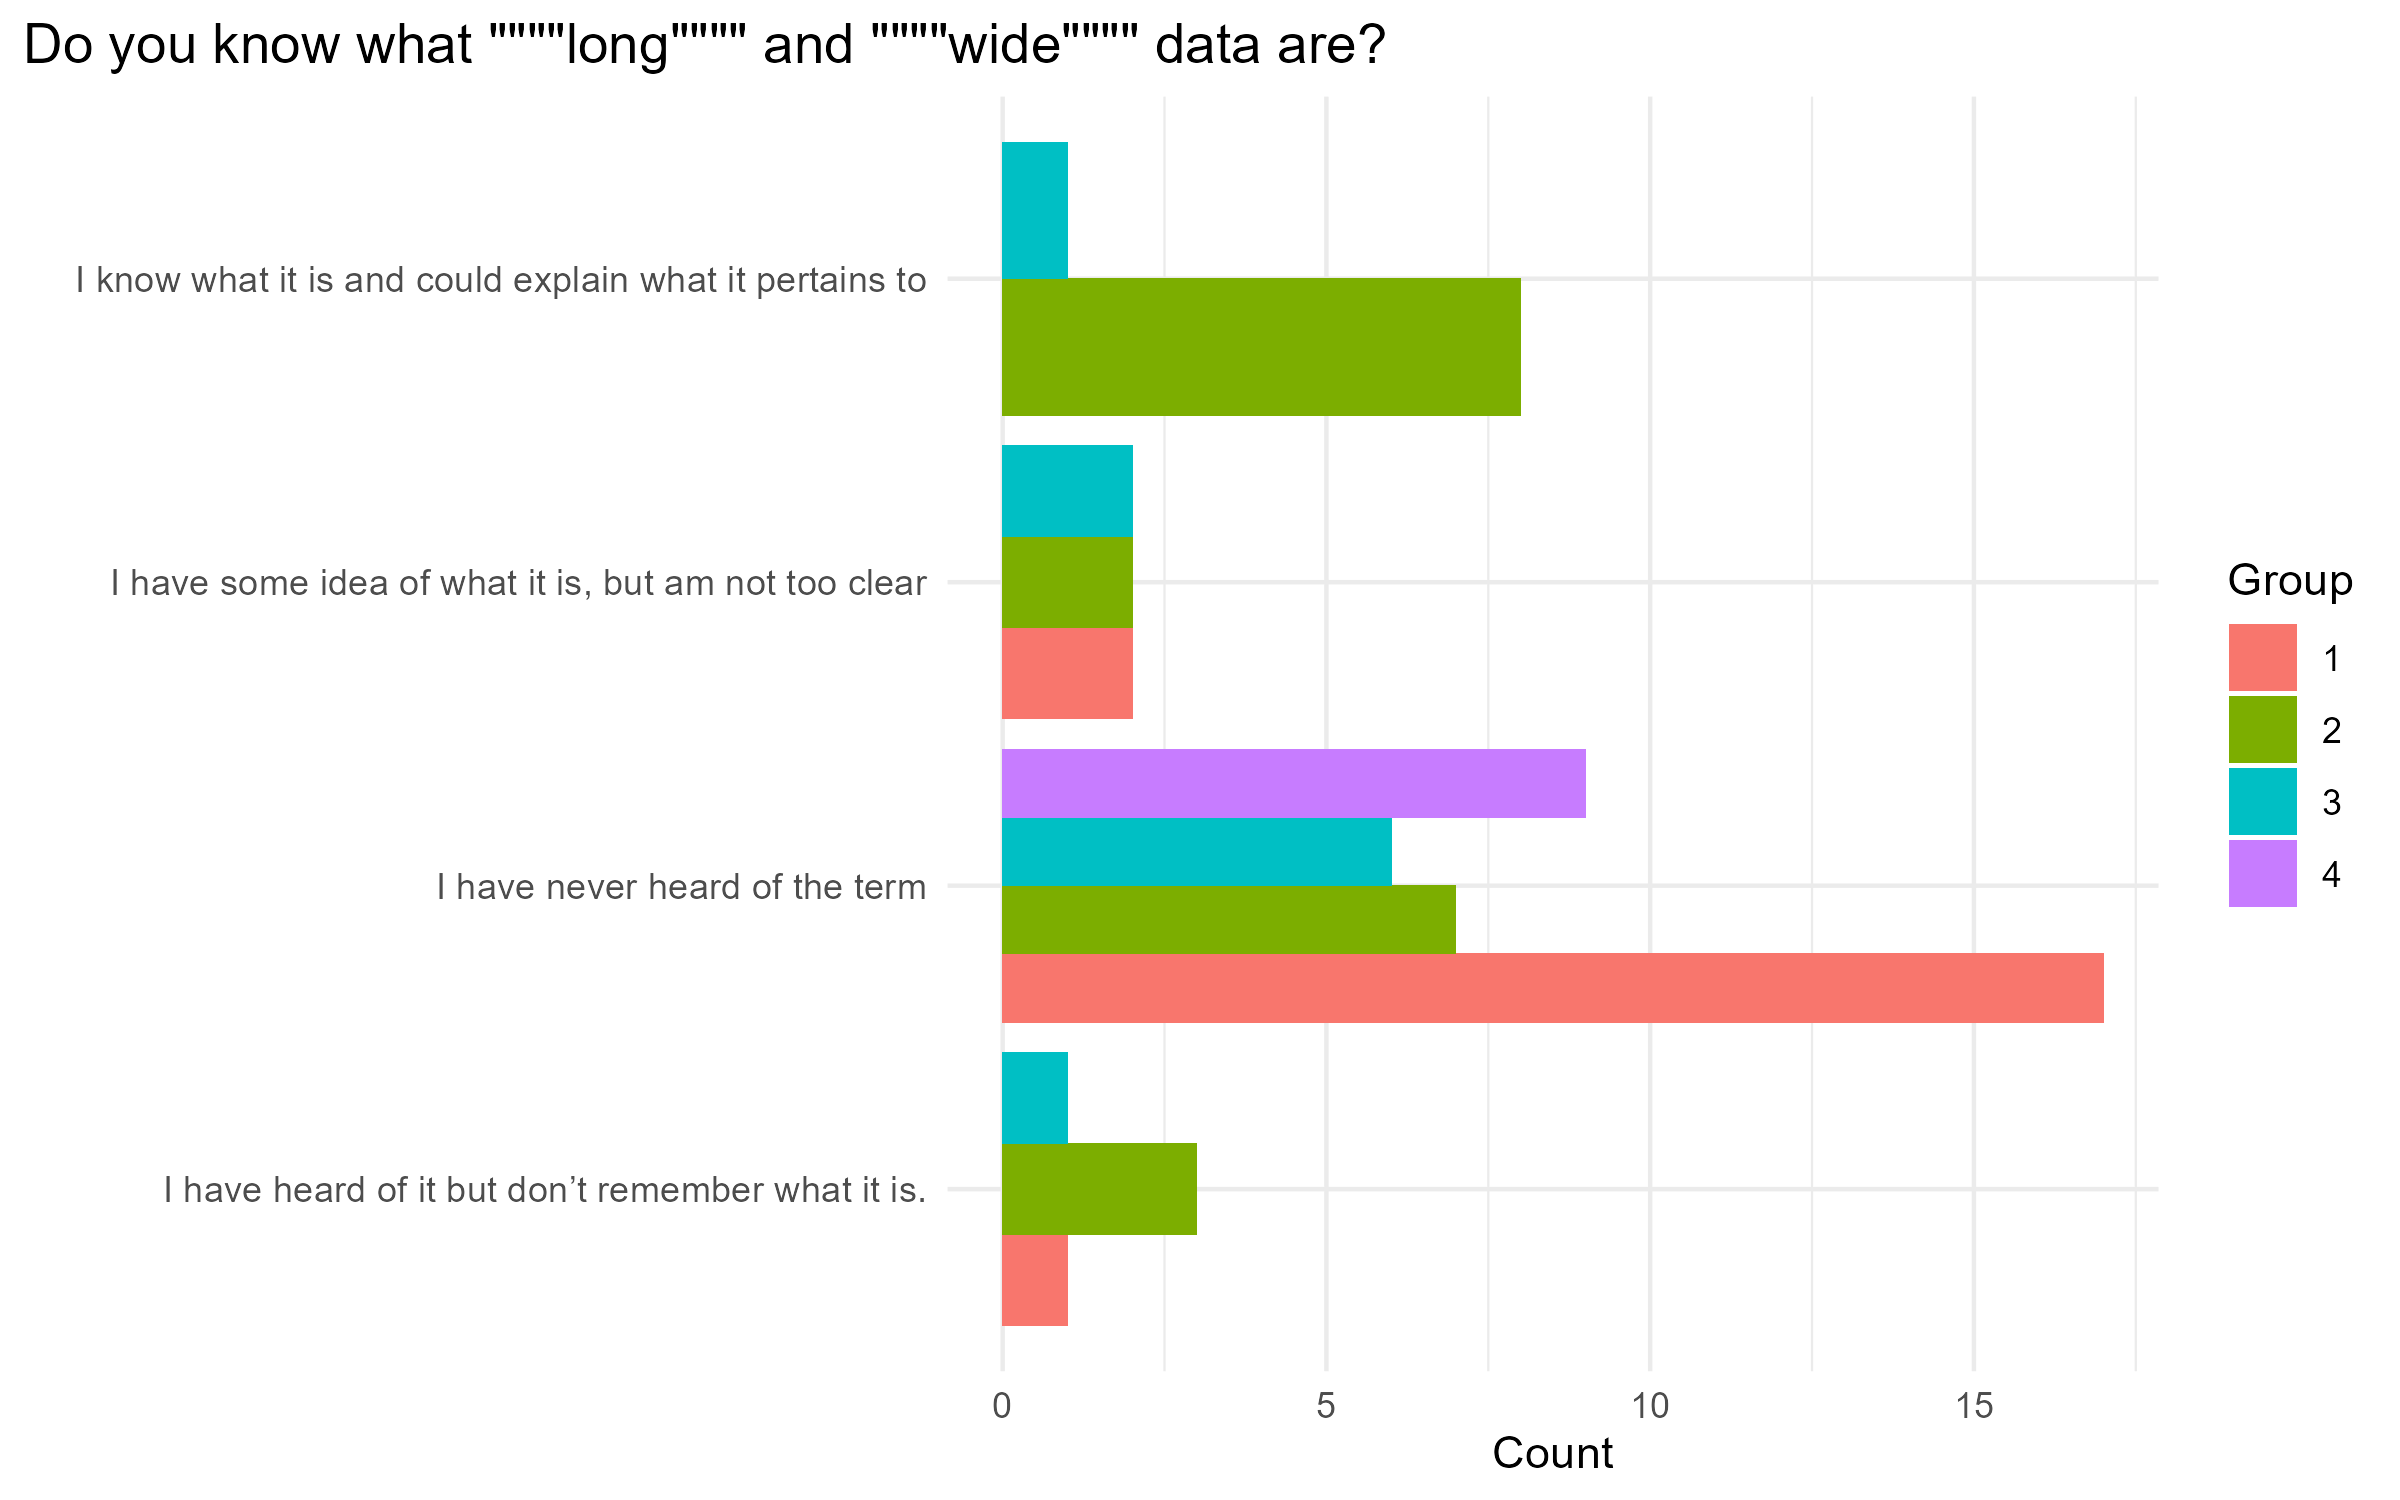 Do you know what """"long"""" and """"wide"""" data are?
I know what it is and could explain what it pertains to
I have some idea of what it is, but am not too clear
I have never heard of the term
I have heard of it but don’t remember what it is.
0 5 10 15
Count
Group
1
2
3
4